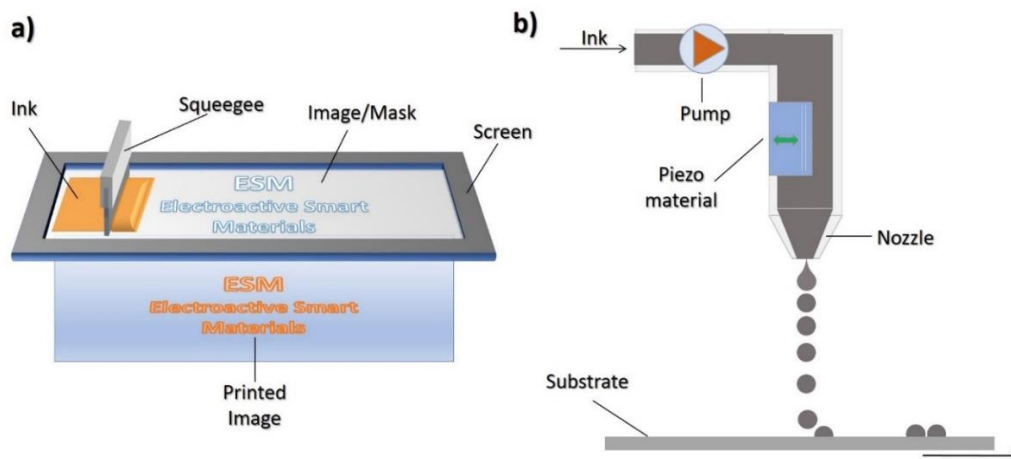 a)
Ink
Squeegee
Image/Mask
Screen
ESM
Electroactive Smart
Materials
ESM
Electroactive Smart
Materials
Printed
Image
b)
Ink
Pump
Piezo
material
Nozzle
Substrate